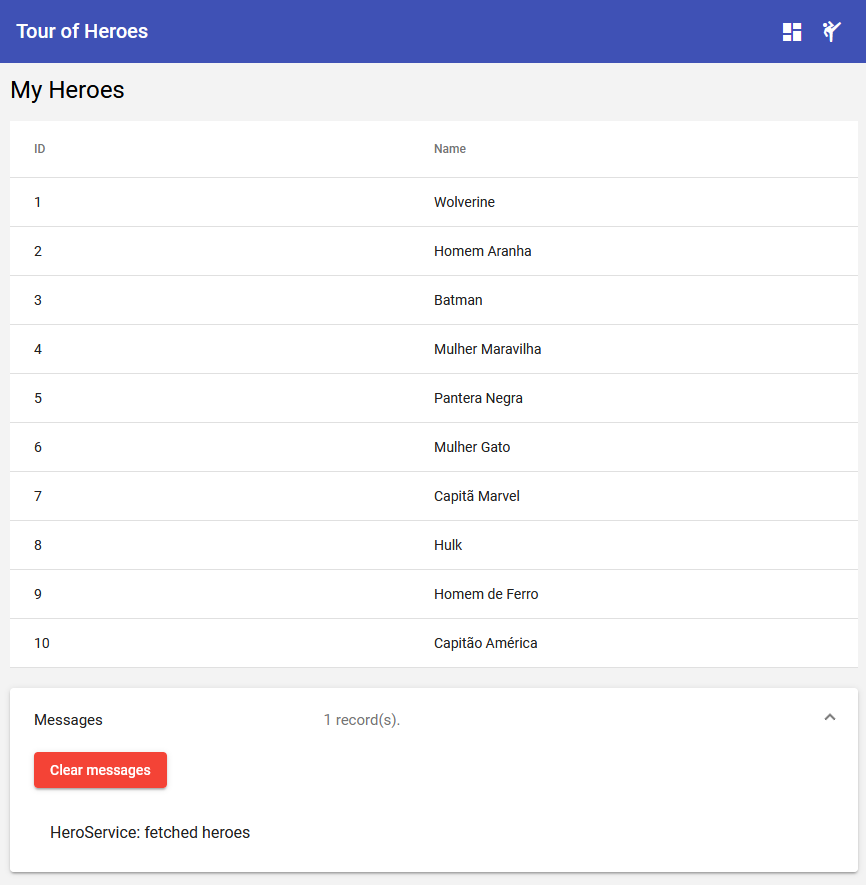 Tour of Heroes
My Heroes
ID Name
1 Wolverine
2 Homem Aranha
3 Batman
4 Mulher Maravilha
5 Pantera Negra
6 Mulher Gato
7 Capitã Marvel
8 Hulk
9 Homem de Ferro
10 Capitão América
Messages 1 record(s).
Clear messages
HeroService: fetched heroes